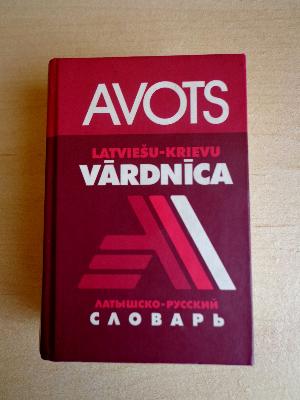 AVOTS
LATVIEŠU-KRIEVU
VĀRDNĪCA
ЛАТЫШСКО-РУССКИЙ
СЛОВАРЬ